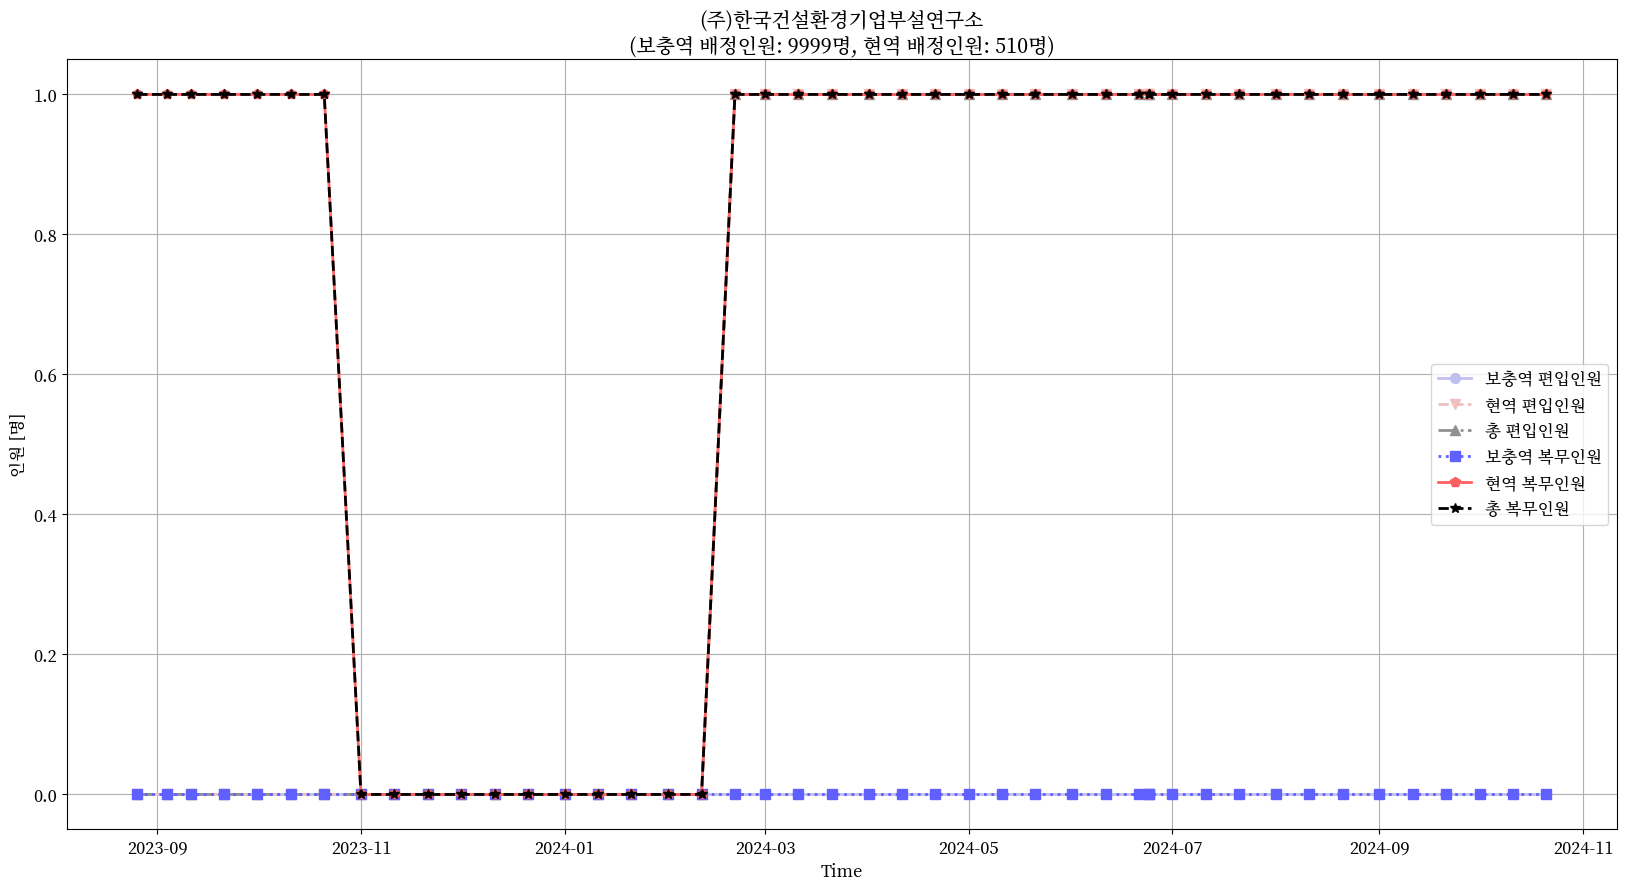 (주)한국건설환경기업부설연구소
(보충역 배정인원: 9999명, 현역 배정인원: 510명)
인원 [명]
1.0
0.8
0.6
0.4
0.2
0.0
보충역 편입인원
현역 편입인원
총 편입인원
보충역 복무인원
현역 복무인원
총 복무인원
2023-09
2023-11
2024-01
2024-03
2024-05
2024-07
2024-09
2024-11
Time